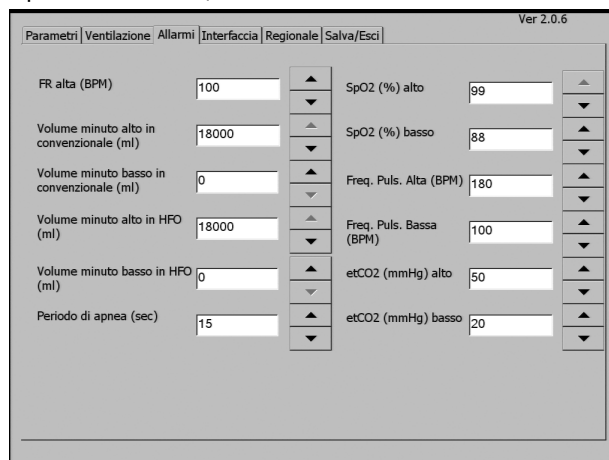 Ver 2.0.6
Parametri Ventilazione Allarmi Interfaccia Regionale Salva/Esci
FR alta (BPM) 100
Volume minuto alto in
convenzionale (ml) 18000
Volume minuto basso in
convenzionale (ml) 0
Volume minuto alto in HFO
(ml) 18000
Volume minuto basso in HFO
(ml) 0
Periodo di apnea (sec) 15
SpO2 (%) alto 99
SpO2 (%) basso 88
Freq. Puls. Alta (BPM) 180
Freq. Puls. Bassa
(BPM) 100
etCO2 (mmHg) alto 50
etCO2 (mmHg) basso 20